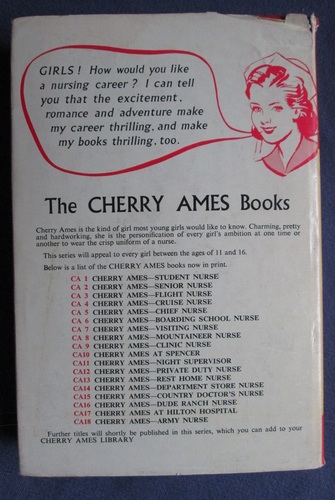 GIRLS! How would you like
a nursing career? I can tell
you that the excitement,
romance and adventure make
my career thrilling, and make
my books thrilling, too.
The CHERRY AMES Books
Cherry Ames is the kind of girl most young girls would like to know. Charming, pretty
and hardworking, she is the personification of every girl's ambition at one time or
another to wear the crisp uniform of a nurse.
This series will appeal to every girl between the ages of 11 and 16.
Below is a list of the CHERRY AMES books now in print.
CA 1 CHERRY AMES—STUDENT NURSE
CA 2 CHERRY AMES—SENIOR NURSE
CA 3 CHERRY AMES—FLIGHT NURSE
CA 4 CHERRY AMES—CRUISE NURSE
CA 5 CHERRY AMES—CHIEF NURSE
CA 6 CHERRY AMES—BOARDING SCHOOL NURSE
CA 7 CHERRY AMES—VISITING NURSE
CA 8 CHERRY AMES—MOUNTAINEER NURSE
CA 9 CHERRY AMES—CLINIC NURSE
CA10 CHERRY AMES AT SPENCER
CA11 CHERRY AMES—NIGHT SUPERVISOR
CA12 CHERRY AMES—PRIVATE DUTY NURSE
CA13 CHERRY AMES—REST HOME NURSE
CA14 CHERRY AMES—DEPARTMENT STORE NURSE
CA15 CHERRY AMES—COUNTRY DOCTOR'S NURSE
CA16 CHERRY AMES—DUDE RANCH NURSE
CA17 CHERRY AMES AT HILTON HOSPITAL
CA18 CHERRY AMES—ARMY NURSE
Further titles will shortly be published in this series, which you can add to your
CHERRY AMES LIBRARY